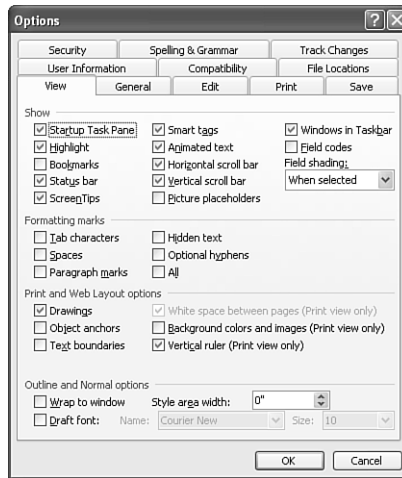 Options
Security Spelling & Grammar Track Changes
User Information Compatibility File Locations
View General Edit Print Save
Show
Startup Task Pane Smart tags Windows in Taskbar
Highlight Animated text Field codes
Bookmarks Horizontal scroll bar Field shading:
Status bar Vertical scroll bar When selected
ScreenTips Picture placeholders
Formatting marks
Tab characters Hidden text
Spaces Optional hyphens
Paragraph marks All
Print and Web Layout options
Drawings White space between pages (Print view only)
Object anchors Background colors and images (Print view only)
Text boundaries Vertical ruler (Print view only)
Outline and Normal options
Wrap to window Style area width: 0"
Draft font: Name: Courier New Size: 10
OK Cancel